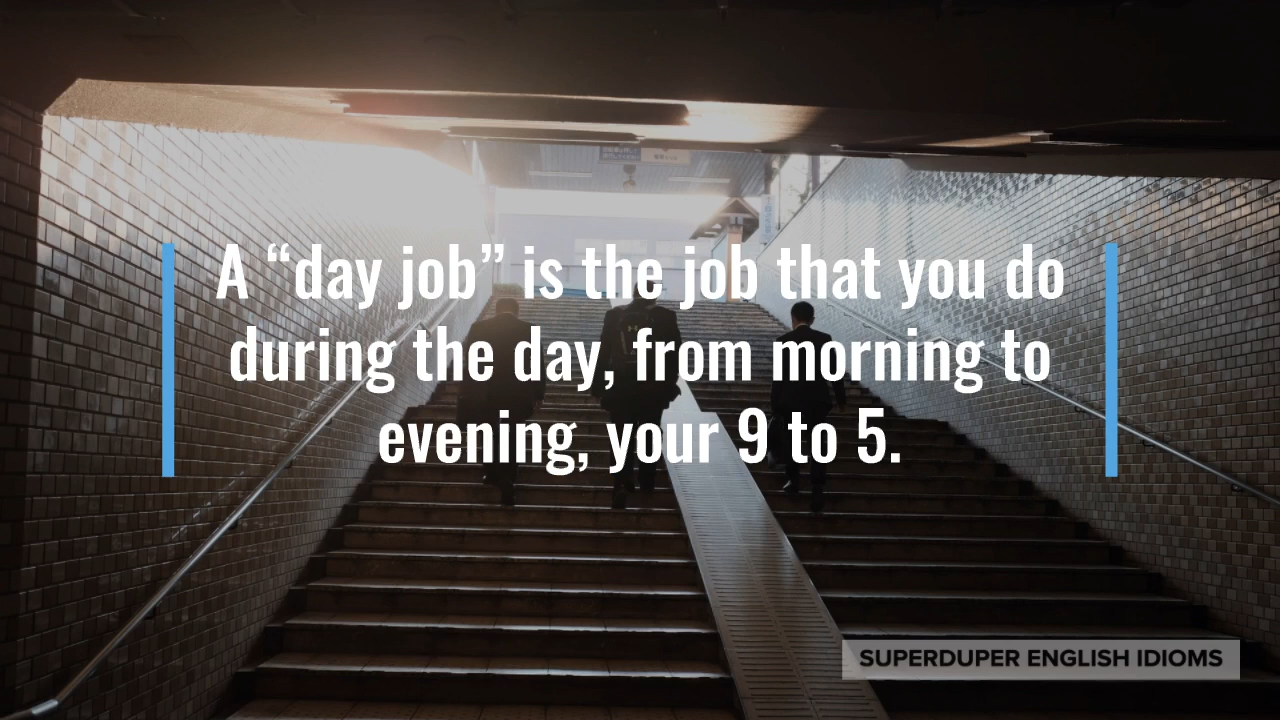 A “day job” is the job that you do
during the day, from morning to
evening, your 9 to 5.
SUPERDUPER ENGLISH IDIOMS